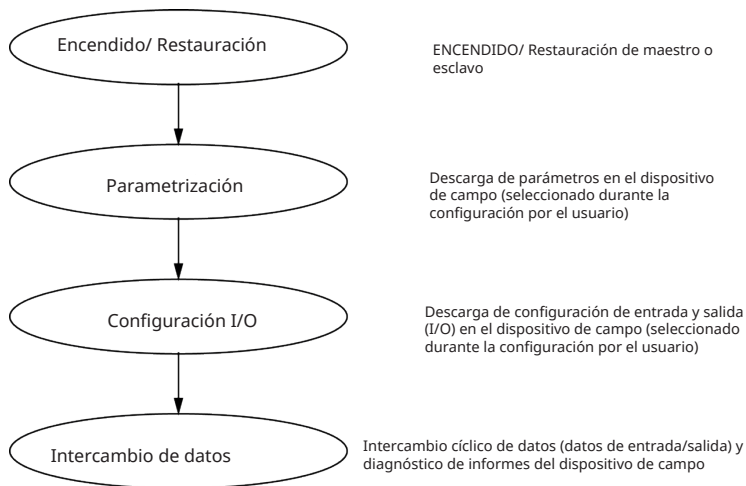 Encendido/ Restauración
ENCENDIDO/ Restauración de maestro o
esclavo
Parametrización
Descarga de parámetros en el dispositivo
de campo (seleccionado durante la
configuración por el usuario)
Configuración I/O
Descarga de configuración de entrada y salida
(I/O) en el dispositivo de campo (seleccionado
durante la configuración por el usuario)
Intercambio de datos
Intercambio cíclico de datos (datos de entrada/salida) y
diagnóstico de informes del dispositivo de campo